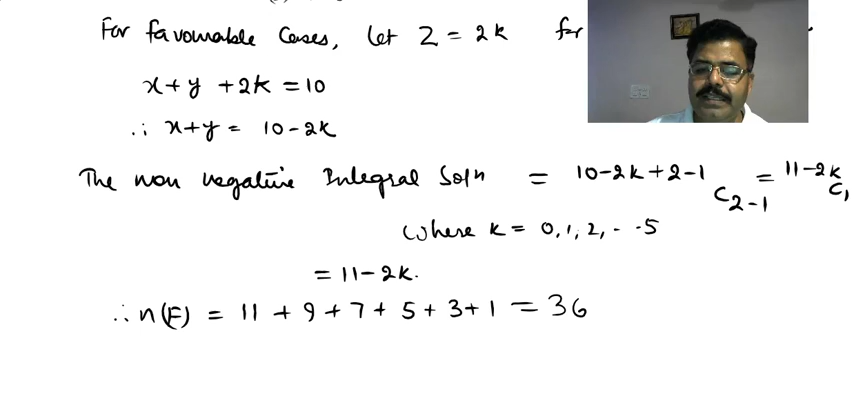 For favourable Cases, Let Z = 2k for
x+y +2k =10
∴ x+y = 10-2k
The non negative Integral Solⁿ = 10-2k+2-1 C 2-1 = 11-2k C₁
where k = 0, 1, 2, - - 5
= 11-2k.
∴ n(F) = 11 + 9 + 7 + 5 + 3 + 1 = 36